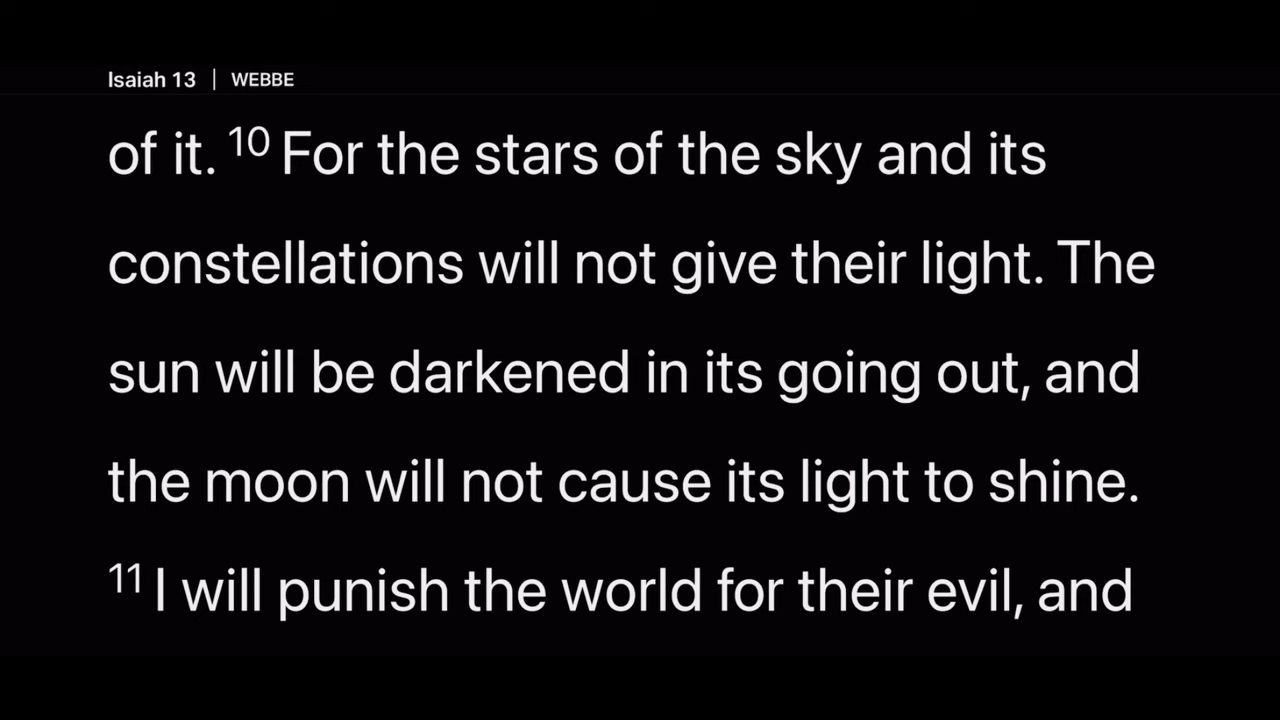 Isaiah 13 | WEBBE
of it. 10 For the stars of the sky and its
constellations will not give their light. The
sun will be darkened in its going out, and
the moon will not cause its light to shine.
11 I will punish the world for their evil, and